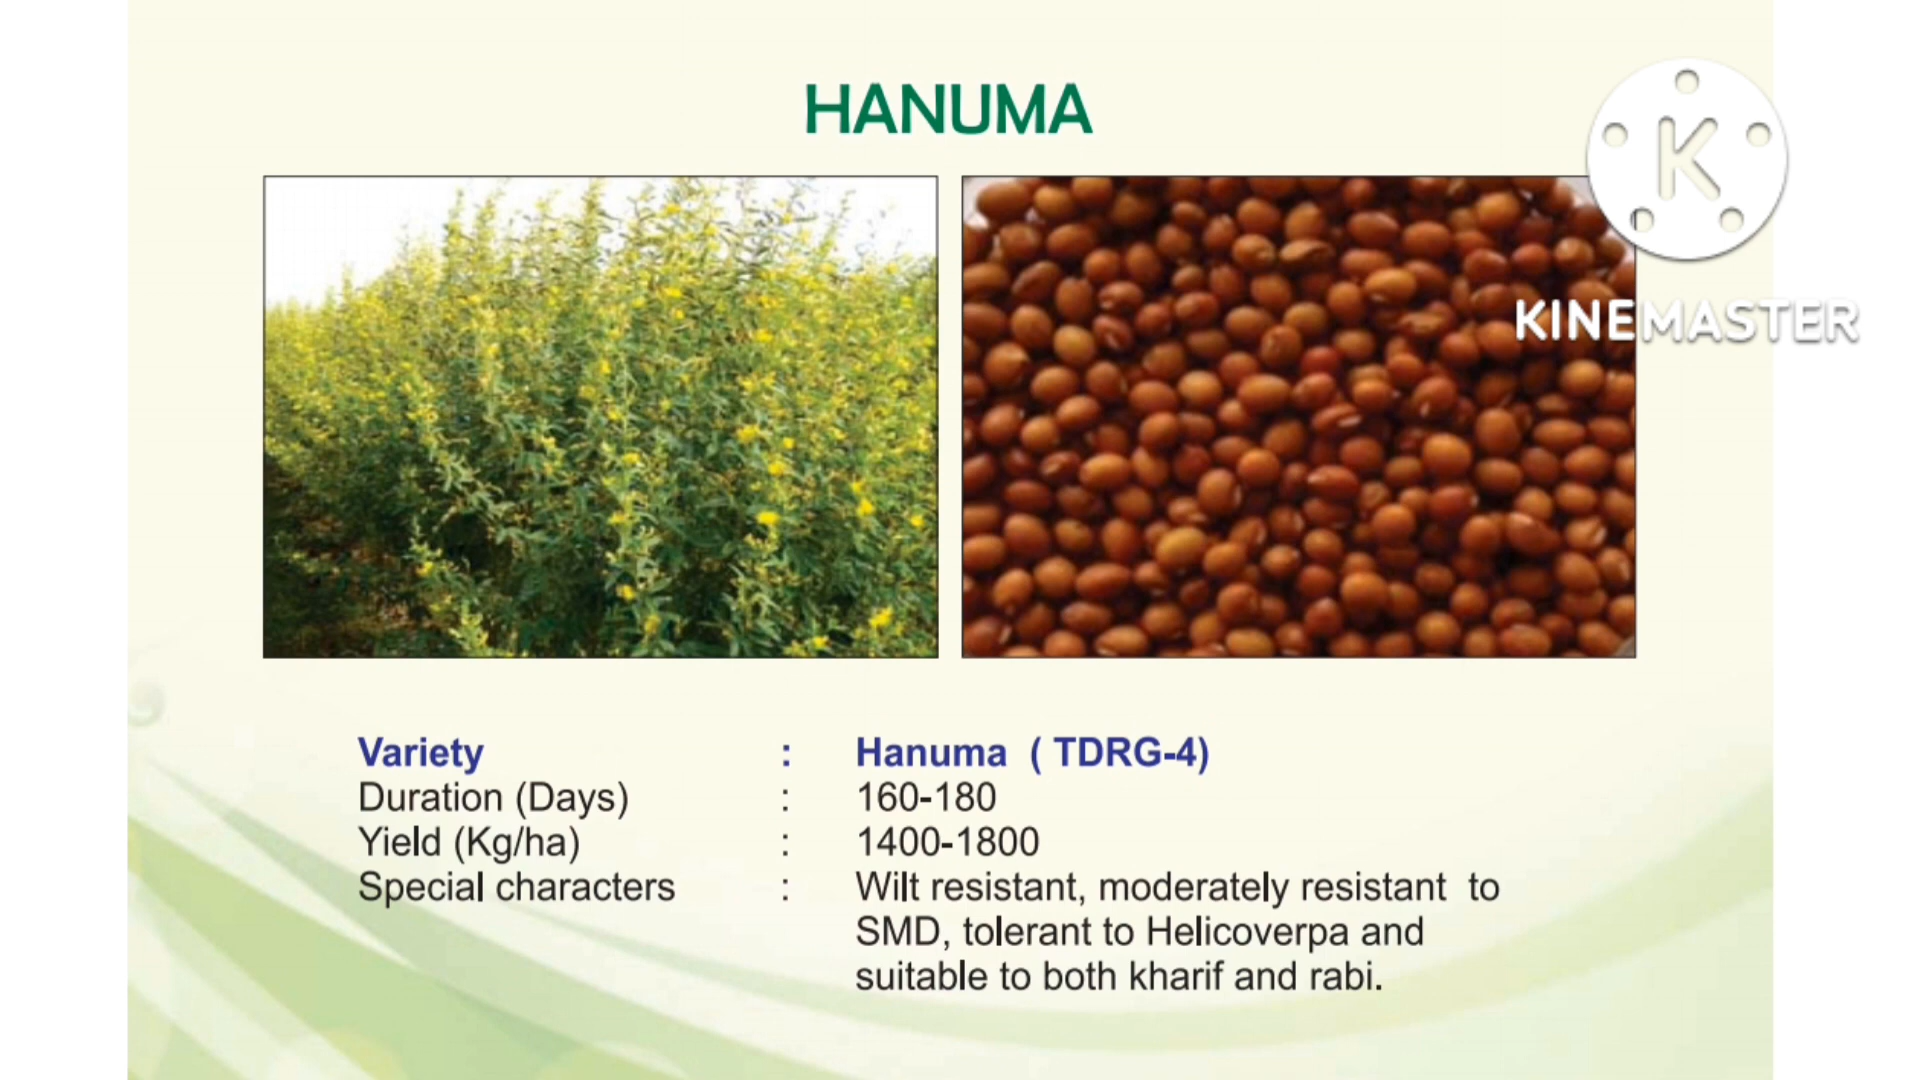 HANUMA
K
KINEMASTER
Variety : Hanuma ( TDRG-4)
Duration (Days) : 160-180
Yield (Kg/ha) : 1400-1800
Special characters : Wilt resistant, moderately resistant to
SMD, tolerant to Helicoverpa and
suitable to both kharif and rabi.